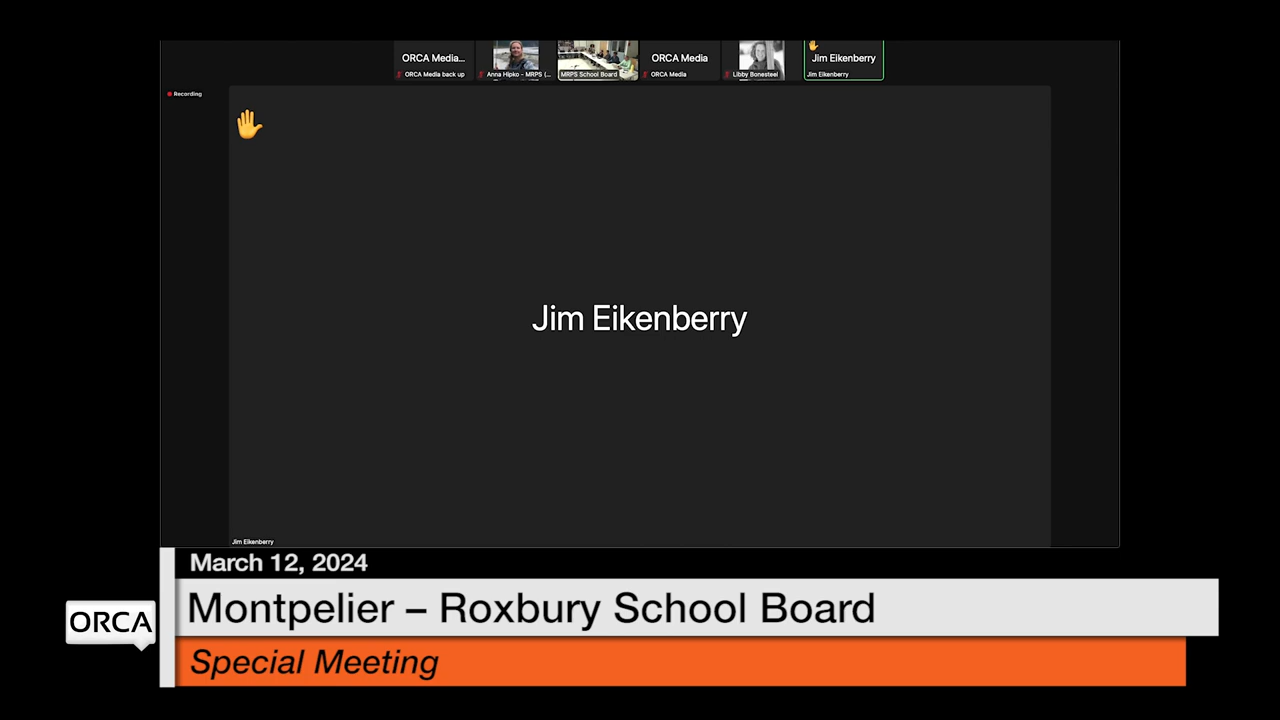 ORCA Media...
ORCA Media
Jim Eikenberry
ORCA Media back up
Anna Hipko - MRPS (...
MRPS School Board
ORCA Media
Libby Bonesteel
Jim Eikenberry
Recording
Jim Eikenberry
Jim Eikenberry
March 12, 2024
Montpelier – Roxbury School Board
ORCA
Special Meeting